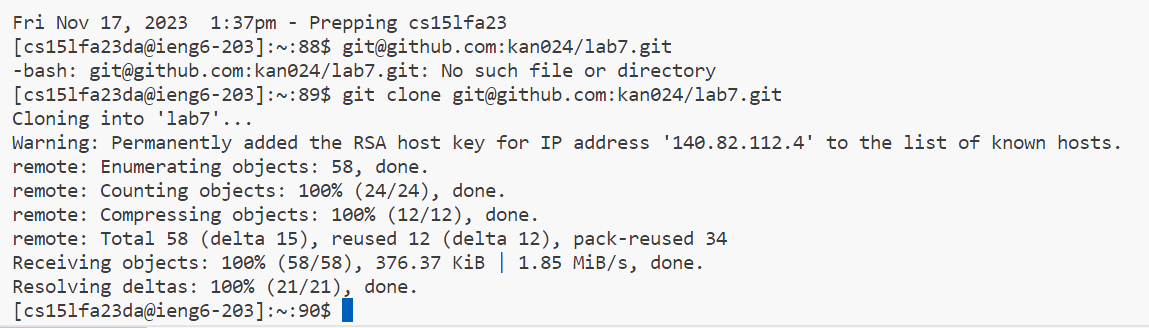 Fri Nov 17, 2023  1:37pm - Prepping cs15lfa23
[cs15lfa23da@ieng6-203]:~:88$ git@github.com:kan024/lab7.git
-bash: git@github.com:kan024/lab7.git: No such file or directory
[cs15lfa23da@ieng6-203]:~:89$ git clone git@github.com:kan024/lab7.git
Cloning into 'lab7'...
Warning: Permanently added the RSA host key for IP address '140.82.112.4' to the list of known hosts.
remote: Enumerating objects: 58, done.
remote: Counting objects: 100% (24/24), done.
remote: Compressing objects: 100% (12/12), done.
remote: Total 58 (delta 15), reused 12 (delta 12), pack-reused 34
Receiving objects: 100% (58/58), 376.37 KiB | 1.85 MiB/s, done.
Resolving deltas: 100% (21/21), done.
[cs15lfa23da@ieng6-203]:~:90$